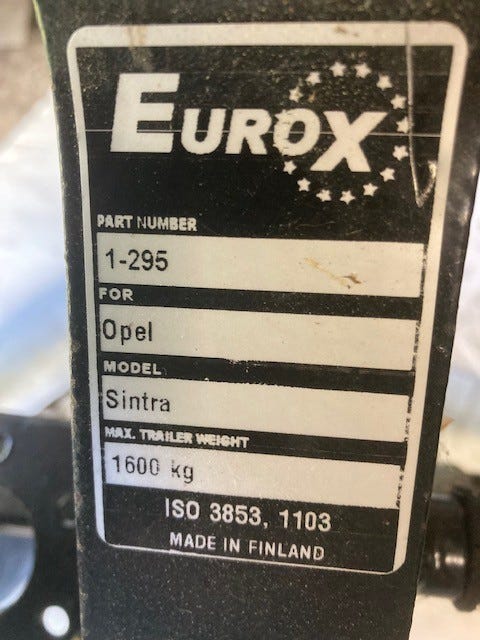 EUROX
PART NUMBER
1-295
FOR
Opel
MODEL
Sintra
MAX. TRAILER WEIGHT
1600 kg
ISO 3853, 1103
MADE IN FINLAND